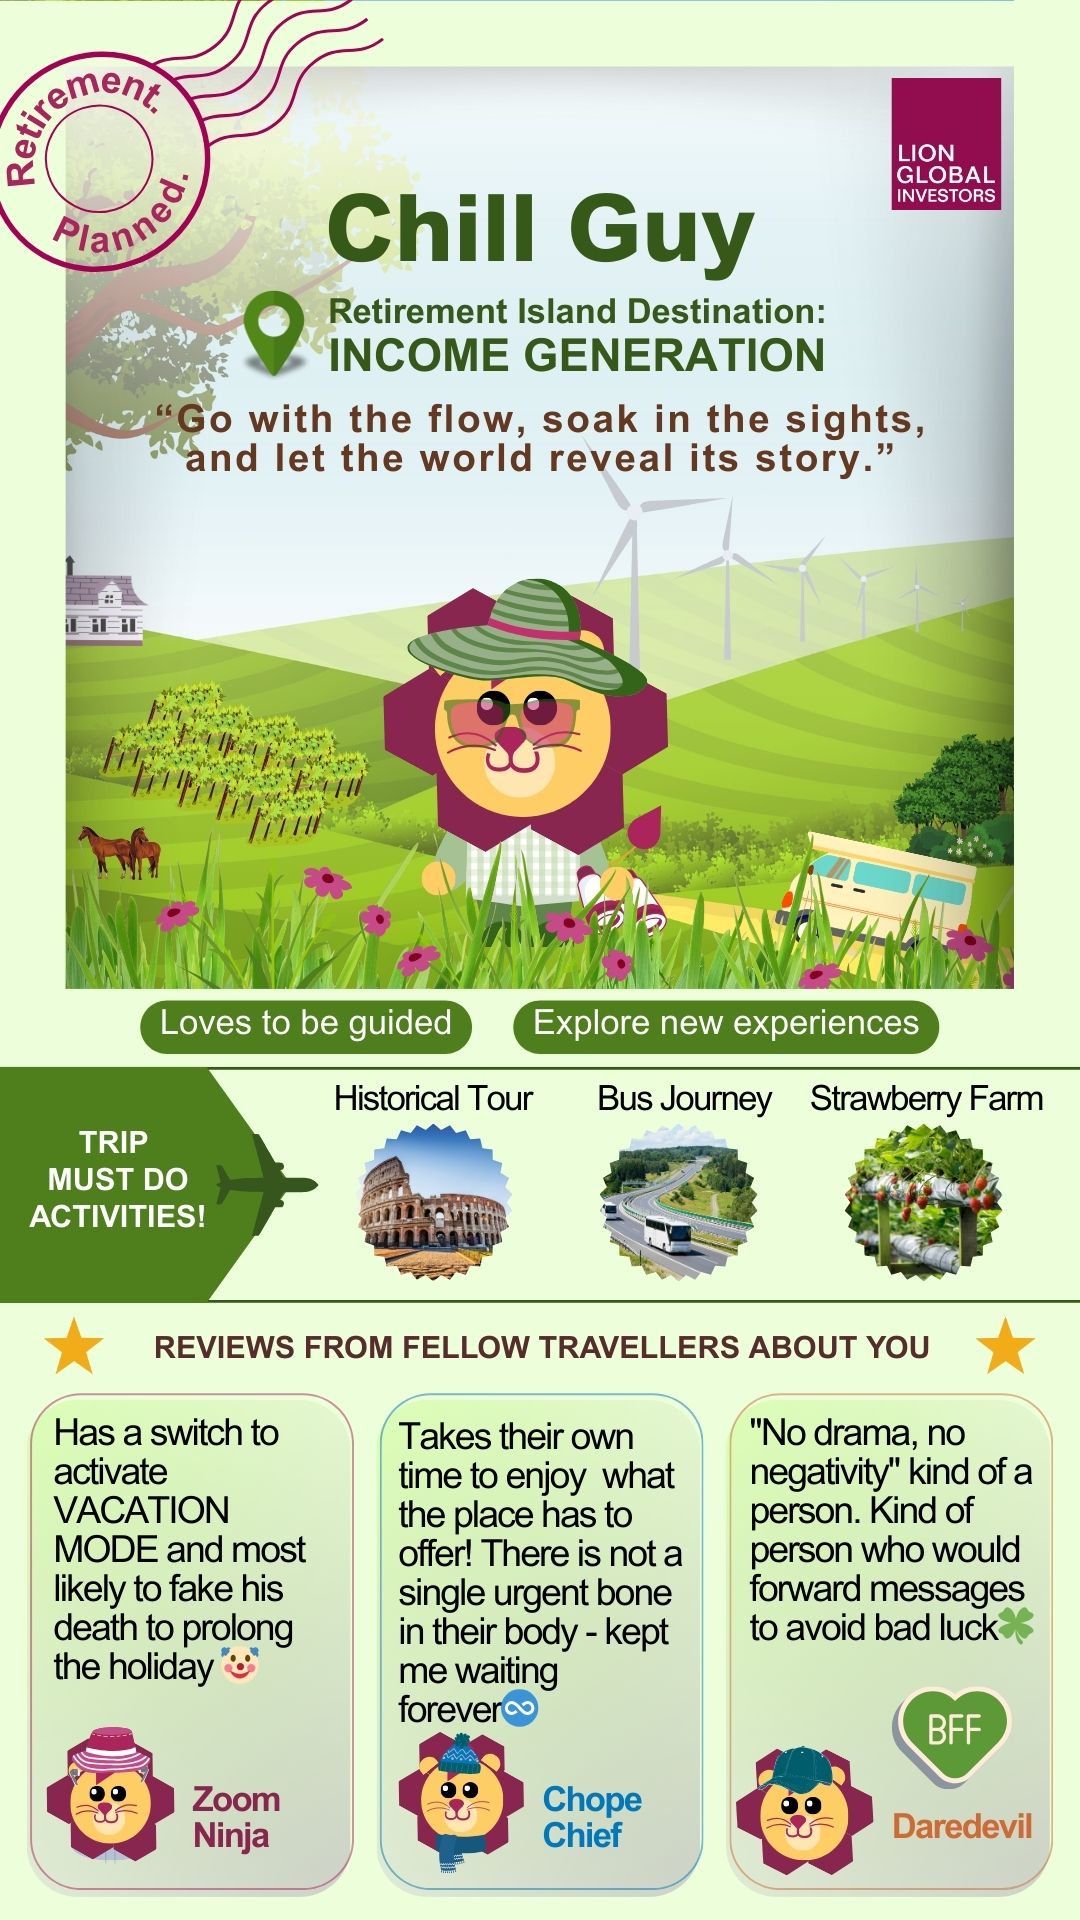 Retirement.
Planned.
LION
GLOBAL
INVESTORS
Chill Guy
Retirement Island Destination:
INCOME GENERATION
“Go with the flow, soak in the sights,
and let the world reveal its story.”
Loves to be guided
Explore new experiences
TRIP
MUST DO
ACTIVITIES!
Historical Tour
Bus Journey
Strawberry Farm
REVIEWS FROM FELLOW TRAVELLERS ABOUT YOU
Has a switch to
activate
VACATION
MODE and most
likely to fake his
death to prolong
the holiday 🤡
Zoom
Ninja
Takes their own
time to enjoy  what
the place has to
offer! There is not a
single urgent bone
in their body - kept
me waiting
forever♾️
Chope
Chief
"No drama, no
negativity" kind of a
person. Kind of
person who would
forward messages
to avoid bad luck🍀
BFF
Daredevil